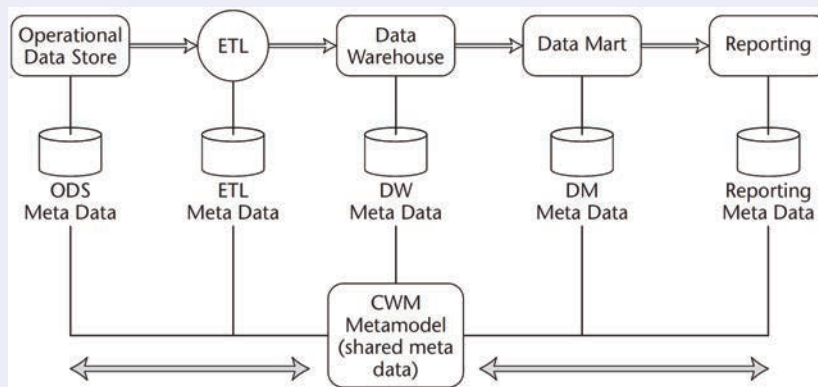 Operational
Data Store
ETL
Data
Warehouse
Data Mart
Reporting
ODS
Meta Data
ETL
Meta Data
DW
Meta Data
DM
Meta Data
Reporting
Meta Data
CWM
Metamodel
(shared meta
data)